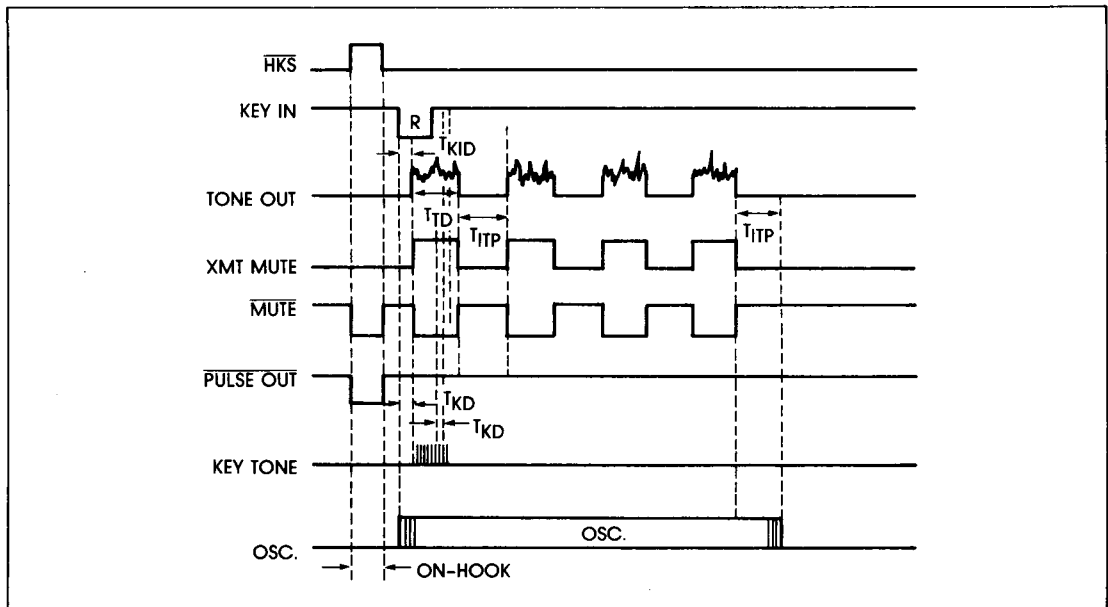 HKS
KEY IN
R
TKID
TONE OUT
TTD
TITP
TITP
XMT MUTE
MUTE
PULSE OUT
TKD
TKD
KEY TONE
OSC.
OSC.
ON-HOOK